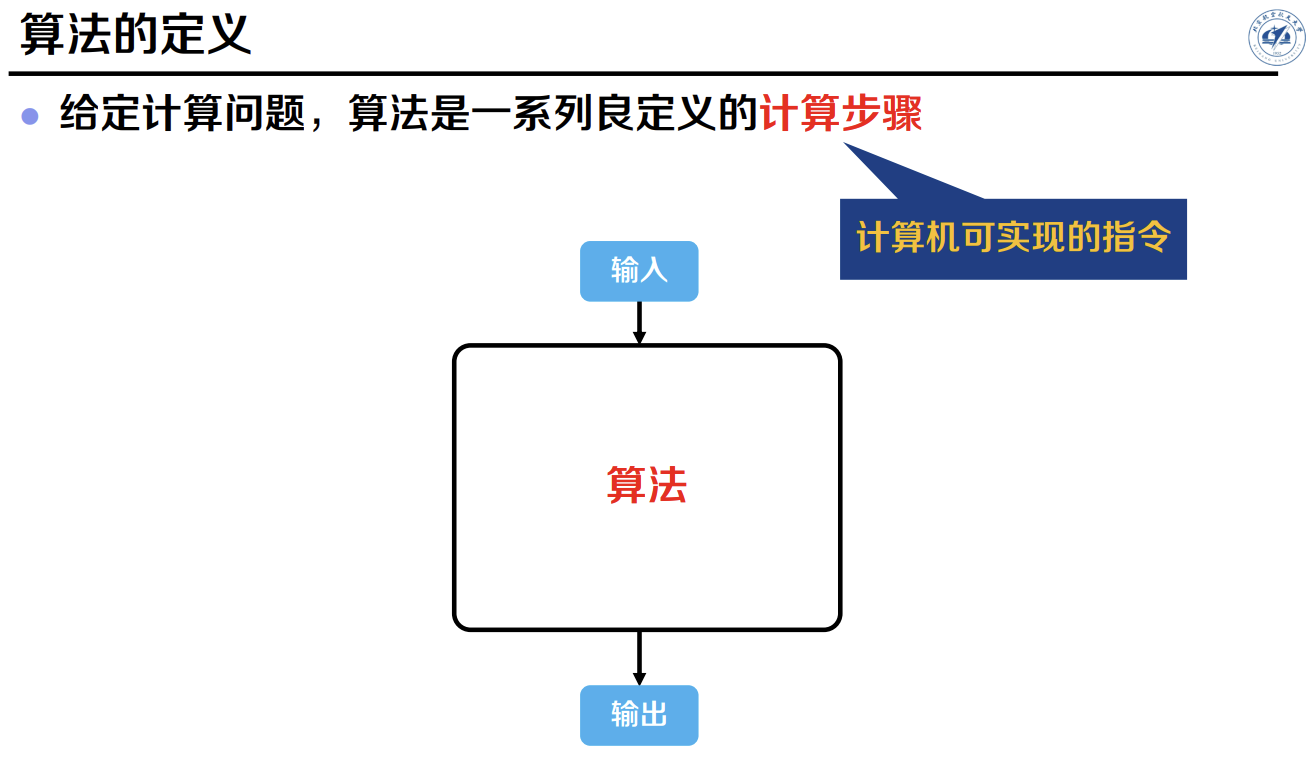 算法的定义
给定计算问题，算法是一系列良定义的计算步骤
计算机可实现的指令
输入
算法
输出